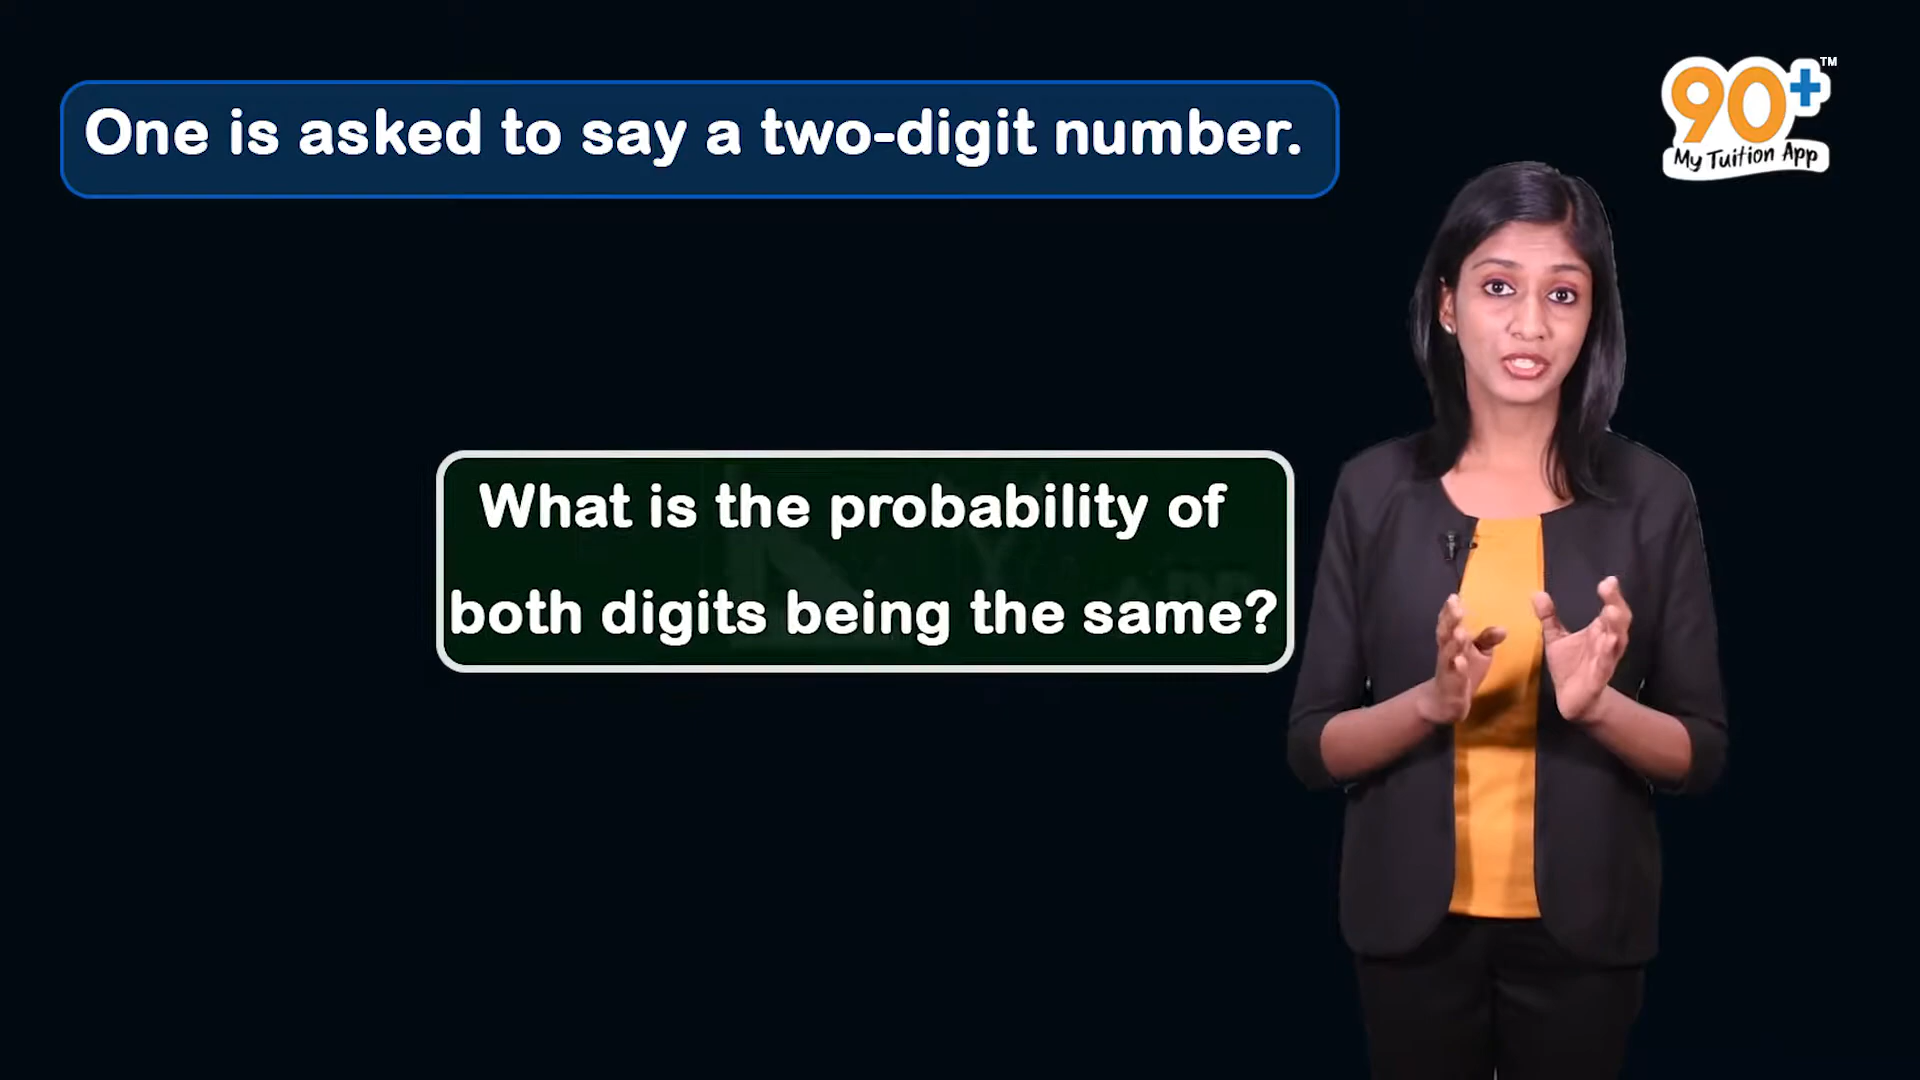 One is asked to say a two-digit number.
90+ TM
My Tuition App
What is the probability of
both digits being the same?